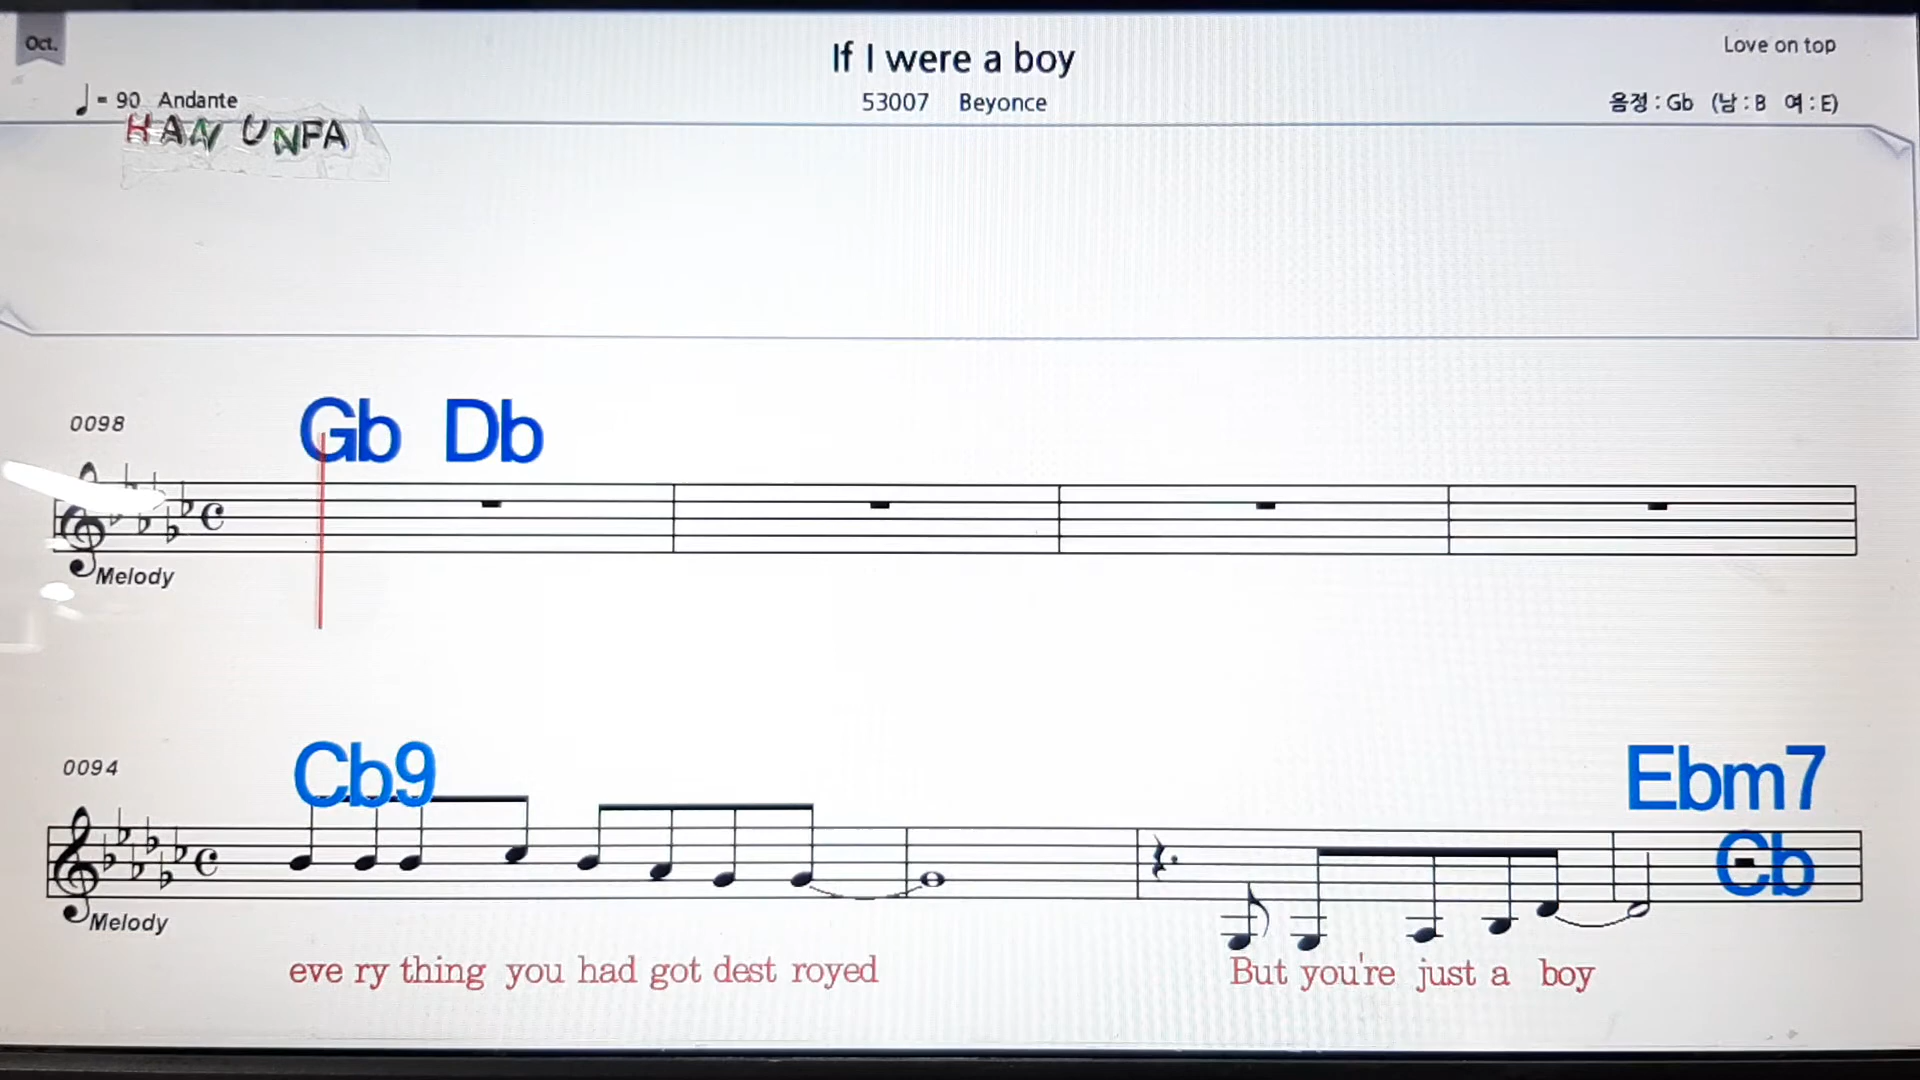 Oct.
If I were a boy
Love on top
= 90 Andante
53007 Beyonce
음정 : Gb (남 : B 여 : E)
HAN UNFA
0098
Gb Db
Melody
0094
Cb9
Ebm7
Cb
Melody
eve ry thing you had got dest royed
But you're just a boy